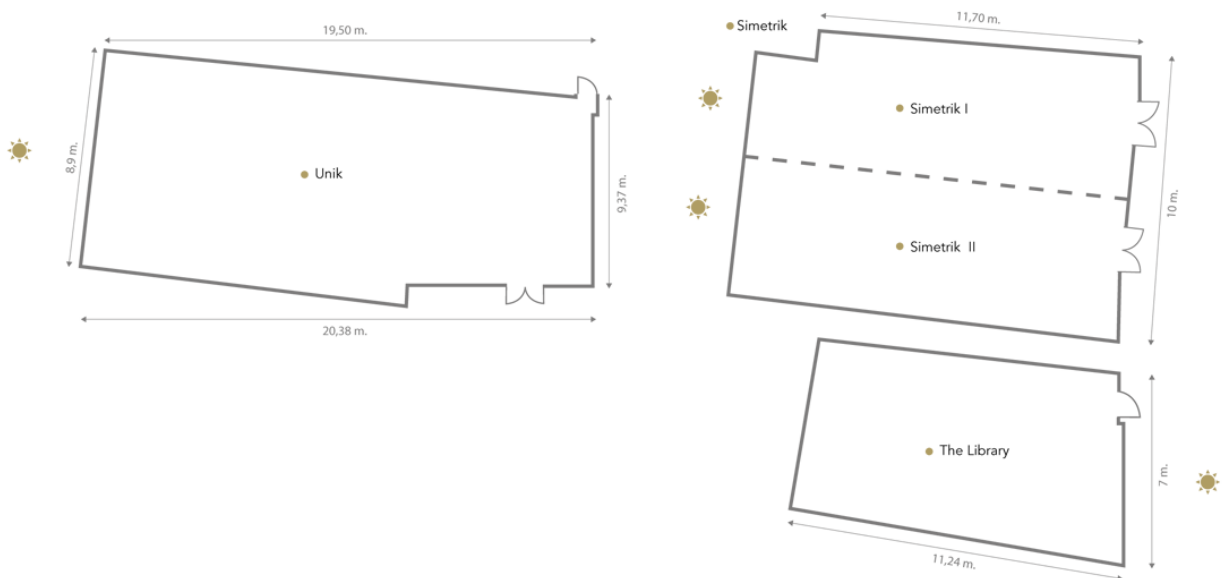 19,50 m.
8,9 m.
Unik
9,37 m.
20,38 m.
Simetrik
11,70 m.
Simetrik I
Simetrik II
10 m.
The Library
7 m.
11,24 m.